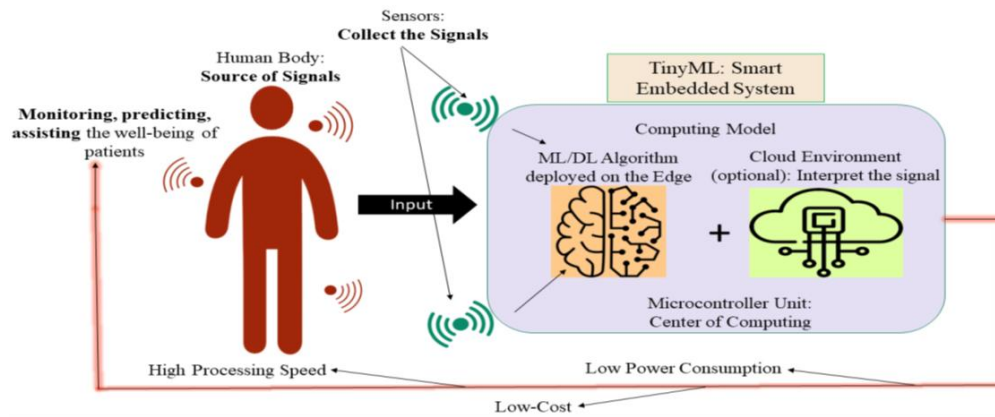 Sensors:
Collect the Signals
Human Body:
Source of Signals
TinyML: Smart
Embedded System
Monitoring, predicting,
assisting the well-being of
patients
Computing Model
ML/DL Algorithm
deployed on the Edge
Cloud Environment
(optional): Interpret the signal
Input
+
Microcontroller Unit:
Center of Computing
High Processing Speed
Low Power Consumption
Low-Cost